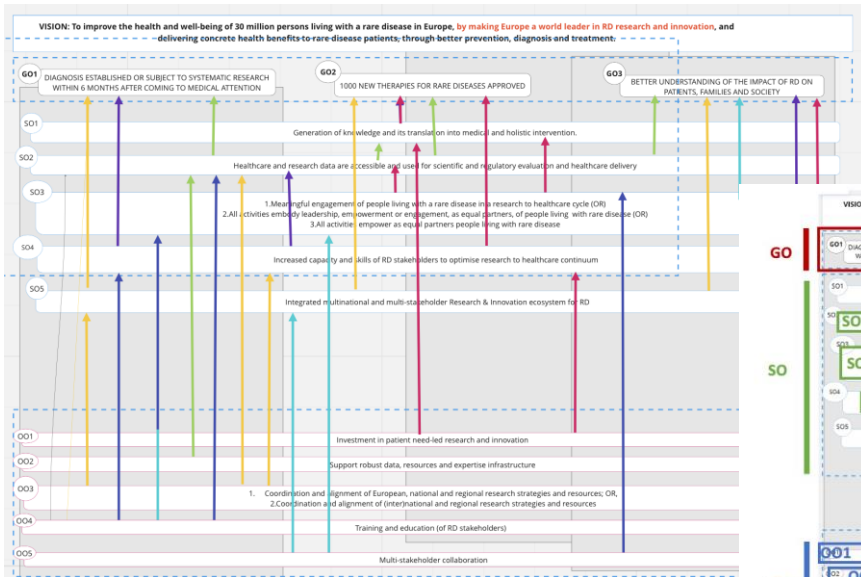 VISION: To improve the health and well-being of 30 million persons living with a rare disease in Europe, by making Europe a world leader in RD research and innovation, and
delivering concrete health benefits to rare disease patients, through better prevention, diagnosis and treatment.
GO1
DIAGNOSIS ESTABLISHED OR SUBJECT TO SYSTEMATIC RESEARCH
WITHIN 6 MONTHS AFTER COMING TO MEDICAL ATTENTION
GO2
1000 NEW THERAPIES FOR RARE DISEASES APPROVED
GO3
BETTER UNDERSTANDING OF THE IMPACT OF RD ON
PATIENTS, FAMILIES AND SOCIETY
SO1
Generation of knowledge and its translation into medical and holistic intervention.
SO2
Healthcare and research data are accessible and used for scientific and regulatory evaluation and healthcare delivery
SO3
1.Meaningful engagement of people living with a rare disease in a research to healthcare cycle (OR)
2.All activities embody leadership, empowerment or engagement, as equal partners, of people living with rare disease (OR)
3.All activities empower as equal partners people living with rare disease
SO4
Increased capacity and skills of RD stakeholders to optimise research to healthcare continuum
SO5
Integrated multinational and multi-stakeholder Research & Innovation ecosystem for RD
OO1
Investment in patient need-led research and innovation
OO2
Support robust data, resources and expertise infrastructure
OO3
1. Coordination and alignment of European, national and regional research strategies and resources; OR,
2.Coordination and alignment of (inter)national and regional research strategies and resources
OO4
Training and education (of RD stakeholders)
OO5
Multi-stakeholder collaboration
VISIO
GO
GO1
DIAG
W
SO1
SO
SO
SO
SO4
SO5
OO1
OO2